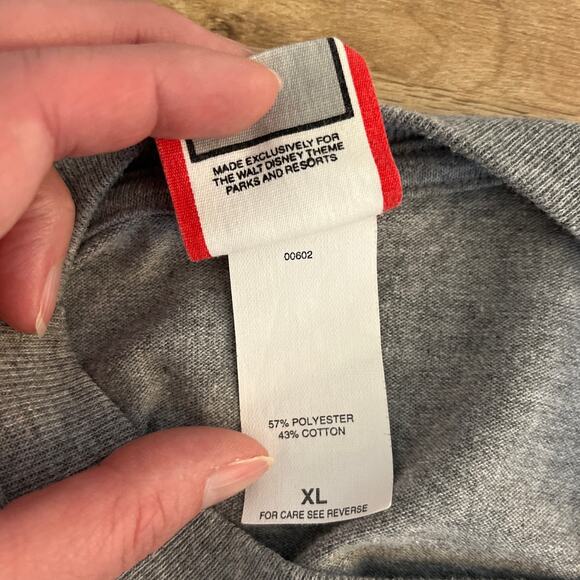 MADE EXCLUSIVELY FOR
THE WALT DISNEY THEME
PARKS AND RESORTS
00602
57% POLYESTER
43% COTTON
XL
FOR CARE SEE REVERSE